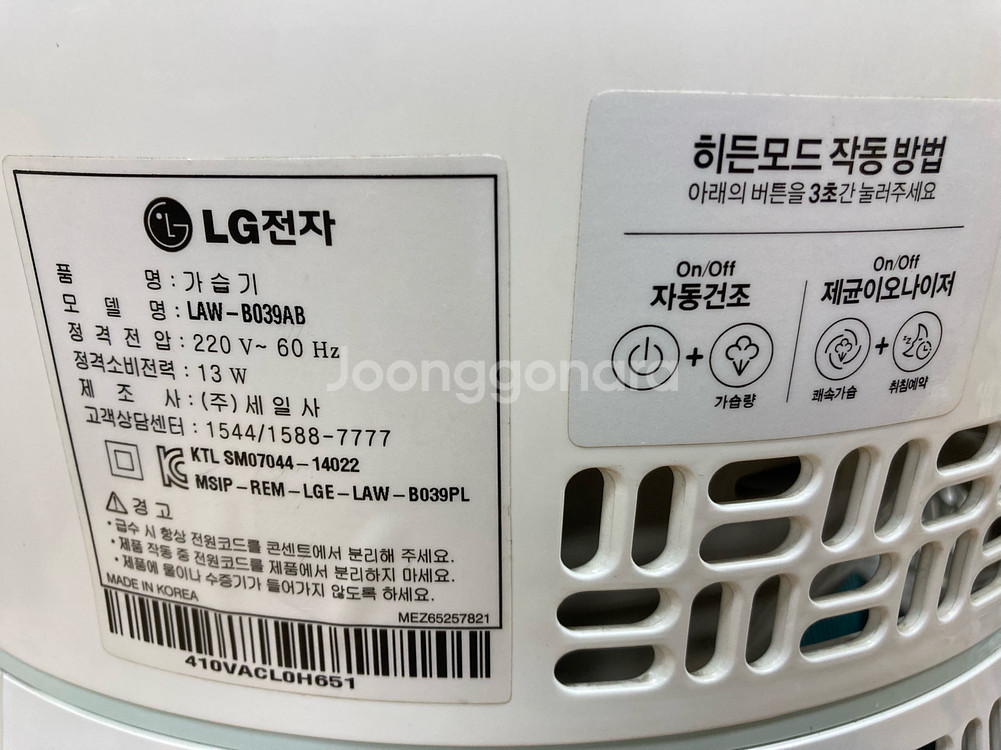 LG전자
품 명 : 가습기
모 델 명 : LAW-B039AB
정 격 전 압 : 220 V~ 60 Hz
정격소비전력 : 13 W
제 조 사 : (주)세일사
고객상담센터 : 1544/1588-7777
KTL SM07044-14022
MSIP-REM-LGE-LAW-B039PL
경 고
·급수 시 항상 전원코드를 콘센트에서 분리해 주세요.
·제품 작동 중 전원코드를 제품에서 분리하지 마세요.
·제품에 물이나 수증기가 들어가지 않도록 하세요.
MADE IN KOREA
MEZ65257821
410VACL0H651
히든모드 작동 방법
아래의 버튼을 3초간 눌러주세요
On/Off
자동건조
+
가습량
On/Off
제균이오나이저
+
쾌속가습
취침예약
Joonggonara